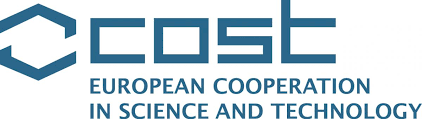 cost
EUROPEAN COOPERATION
IN SCIENCE AND TECHNOLOGY